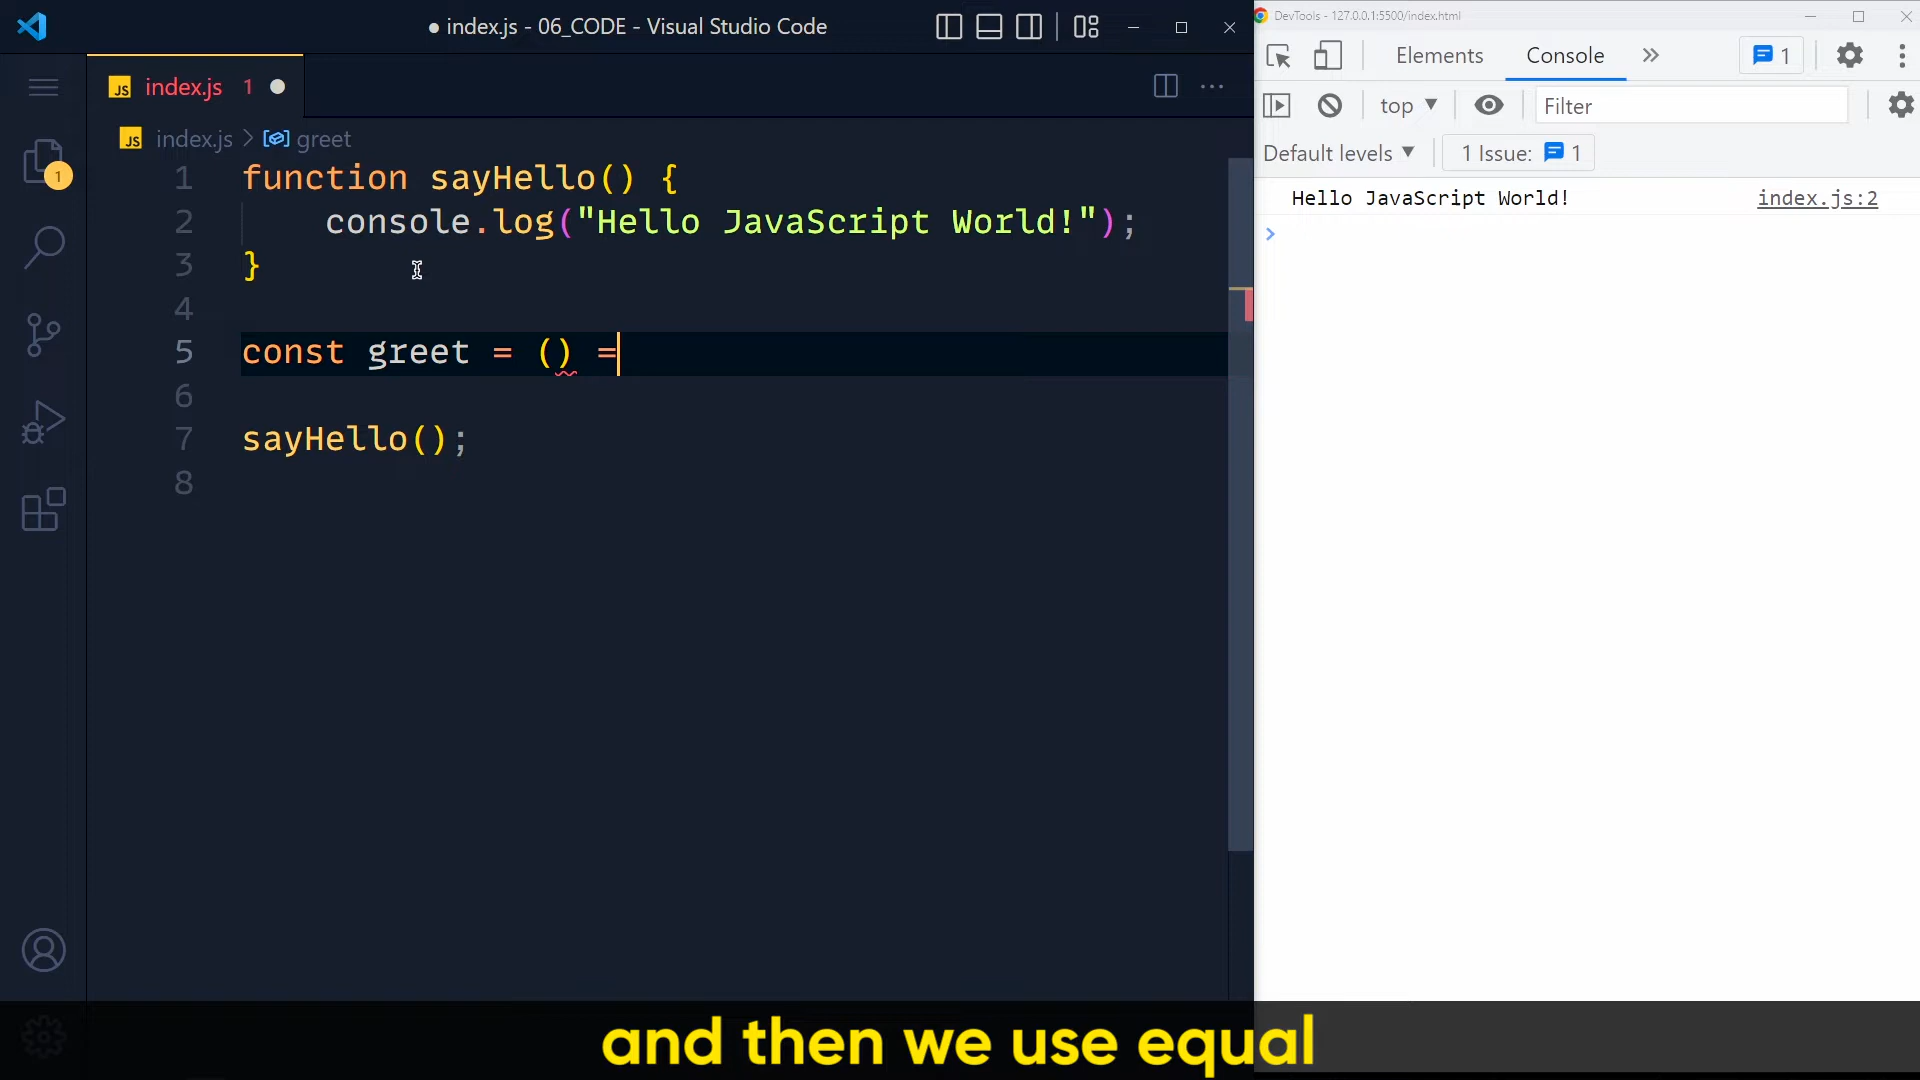 index.js - 06_CODE - Visual Studio Code
JS index.js 1
JS index.js > greet
1 function sayHello() {
2 console.log("Hello JavaScript World!");
3 }
4
5 const greet = () =
6
7 sayHello();
8
1
DevTools - 127.0.0.1:5500/index.html
Elements Console » 1
top Filter
Default levels 1 Issue: 1
Hello JavaScript World! index.js:2
and then we use equal